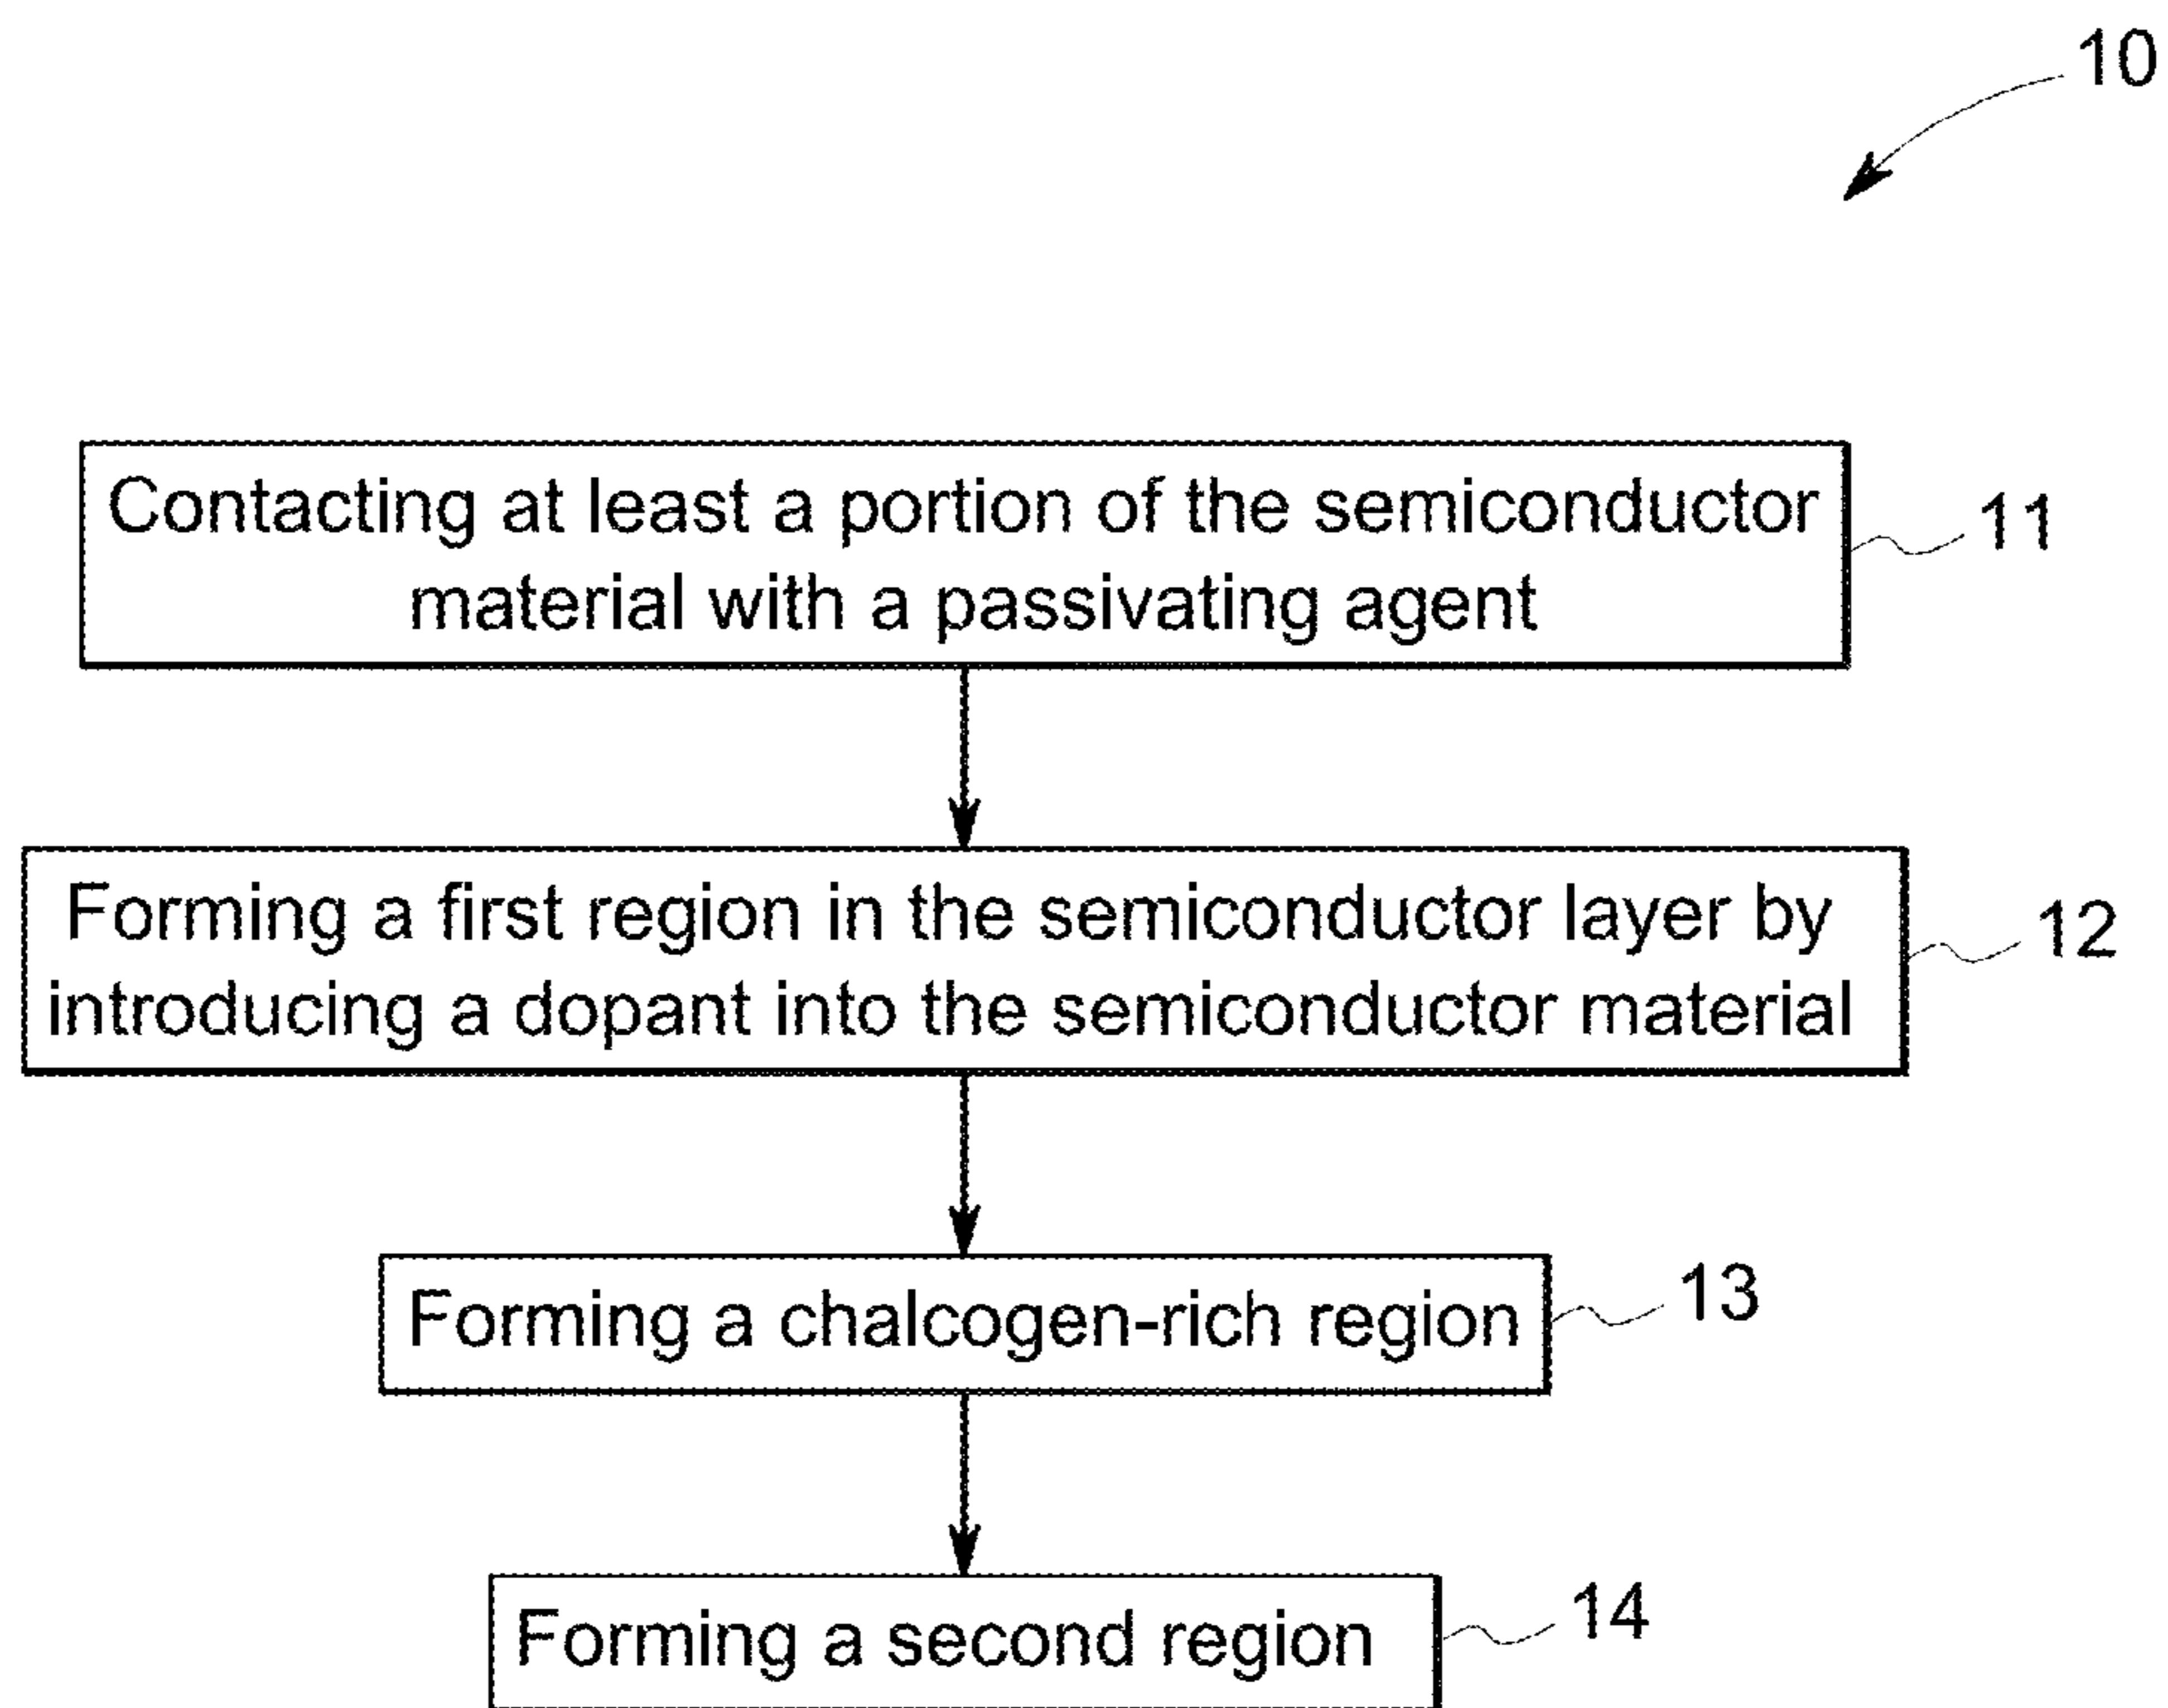 10
Contacting at least a portion of the semiconductor
material with a passivating agent
11
Forming a first region in the semiconductor layer by
introducing a dopant into the semiconductor material
12
Forming a chalcogen-rich region
13
Forming a second region
14